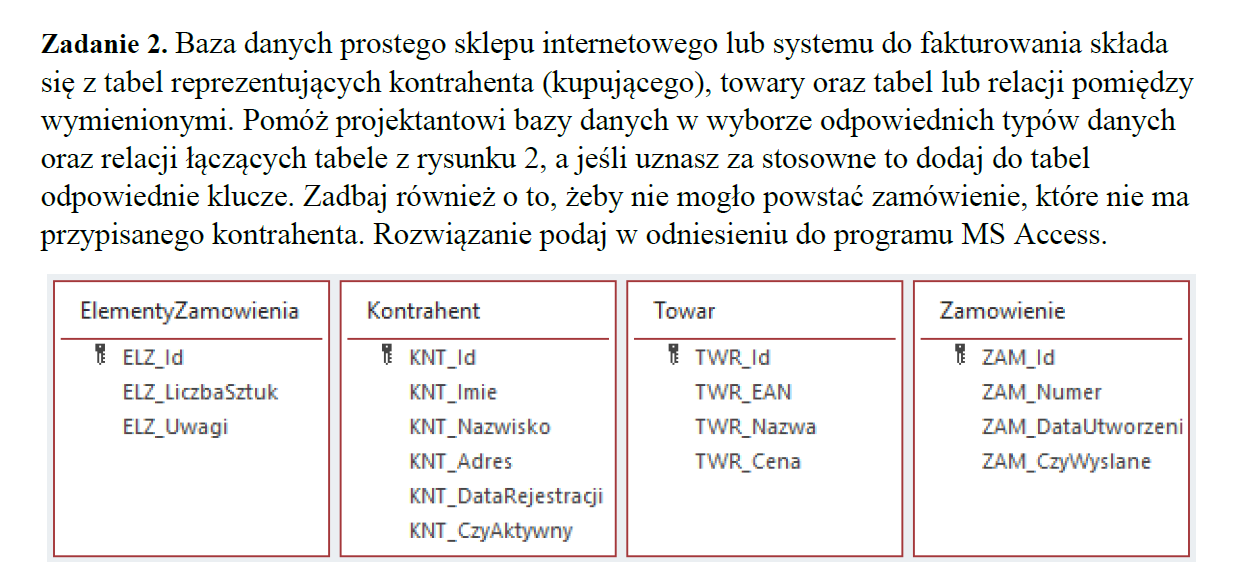 Zadanie 2. Baza danych prostego sklepu internetowego lub systemu do fakturowania składa
się z tabel reprezentujących kontrahenta (kupującego), towary oraz tabel lub relacji pomiędzy
wymienionymi. Pomóż projektantowi bazy danych w wyborze odpowiednich typów danych
oraz relacji łączących tabele z rysunku 2, a jeśli uznasz za stosowne to dodaj do tabel
odpowiednie klucze. Zadbaj również o to, żeby nie mogło powstać zamówienie, które nie ma
przypisanego kontrahenta. Rozwiązanie podaj w odniesieniu do programu MS Access.
ElementyZamowienia
ELZ_Id
ELZ_LiczbaSztuk
ELZ_Uwagi
Kontrahent
KNT_Id
KNT_Imie
KNT_Nazwisko
KNT_Adres
KNT_DataRejestracji
KNT_CzyAktywny
Towar
TWR_Id
TWR_EAN
TWR_Nazwa
TWR_Cena
Zamowienie
ZAM_Id
ZAM_Numer
ZAM_DataUtworzeni
ZAM_CzyWyslane